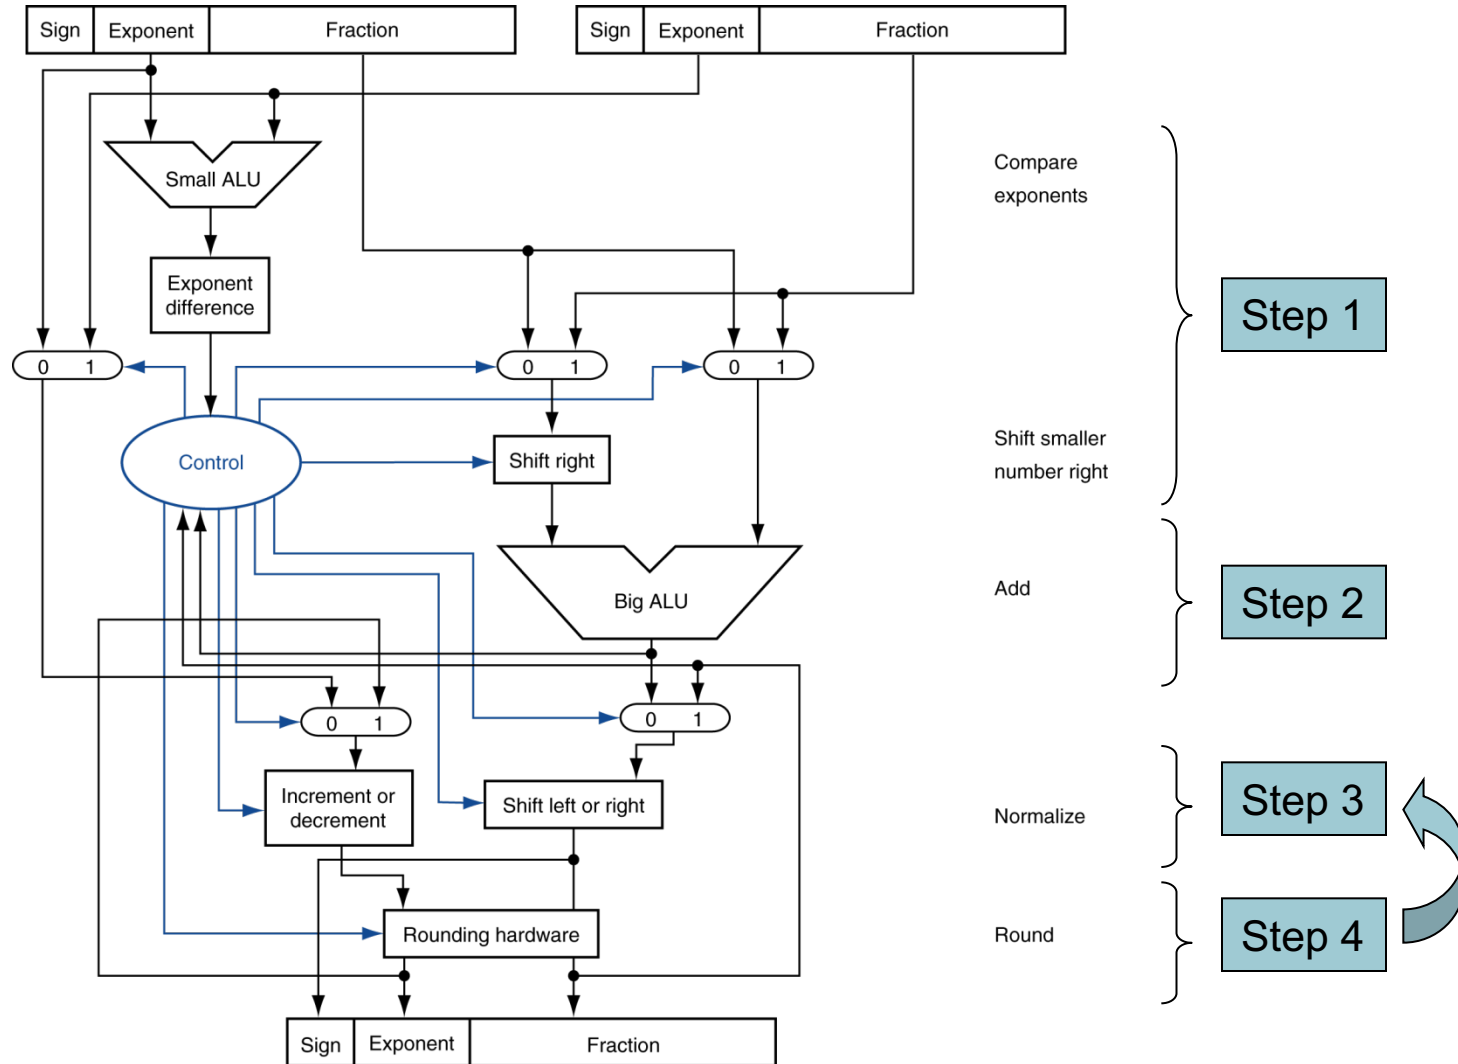 Sign Exponent Fraction
Sign Exponent Fraction
Small ALU
Compare
exponents
Exponent
difference
Step 1
0 1
0 1
0 1
Control
Shift right
Shift smaller
number right
Big ALU
Add
Step 2
0 1
0 1
Increment or
decrement
Shift left or right
Normalize
Step 3
Rounding hardware
Round
Step 4
Sign Exponent Fraction